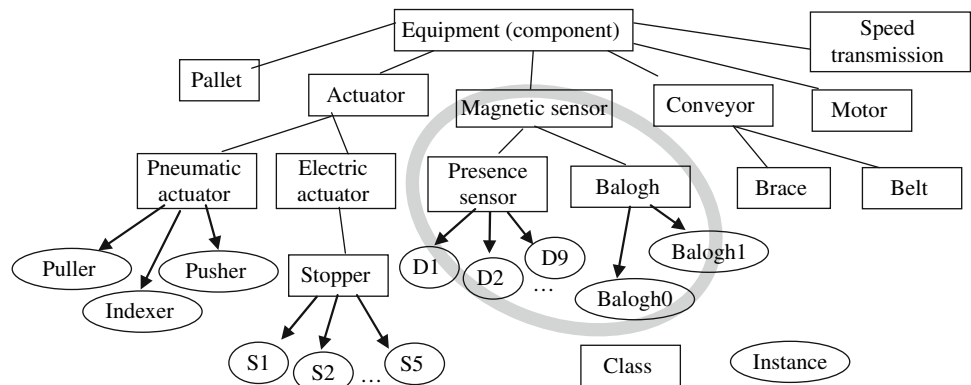 Equipment (component)
Speed
transmission
Pallet
Actuator
Magnetic sensor
Conveyor
Motor
Pneumatic
actuator
Electric
actuator
Presence
sensor
Balogh
Brace
Belt
Puller
Indexer
Pusher
Stopper
D1
D2
...
D9
Balogh0
Balogh1
S1
S2
...
S5
Class
Instance